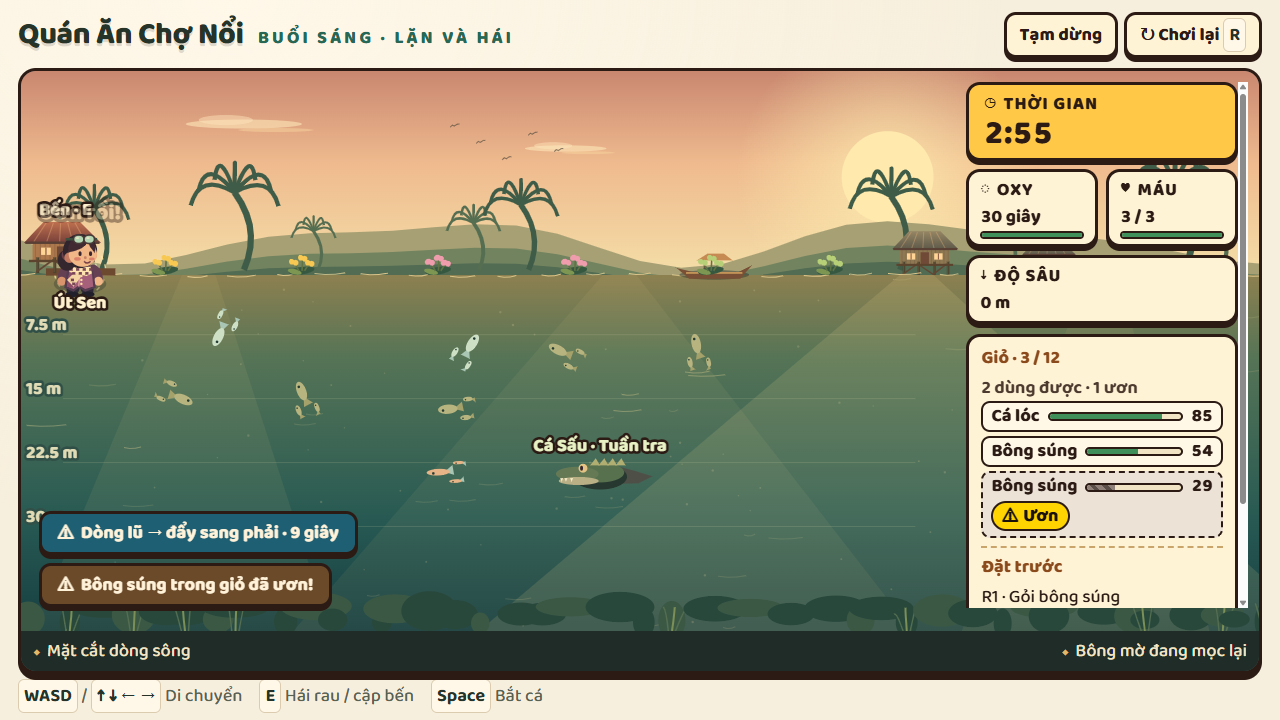 Quán Ăn Chợ Nổi
BUỔI SÁNG · LẶN VÀ HÁI
Tạm dừng
↻ Chơi lại R
THỜI GIAN
2:55
OXY
30 giây
♥ MÁU
3 / 3
↓ ĐỘ SÂU
0 m
Giỏ · 3 / 12
2 dùng được · 1 ươn
Cá lóc 85
Bông súng 54
Bông súng 29
⚠ Ươn
Đặt trước
R1 · Gỏi bông súng
Bến · E
Út Sen
7.5 m
15 m
22.5 m
30
Cá Sấu · Tuần tra
⚠ Dòng lũ → đẩy sang phải · 9 giây
⚠ Bông súng trong giỏ đã ươn!
Mặt cắt dòng sông
Bông mờ đang mọc lại
WASD / ↑↓← → Di chuyển E Hái rau / cập bến Space Bắt cá